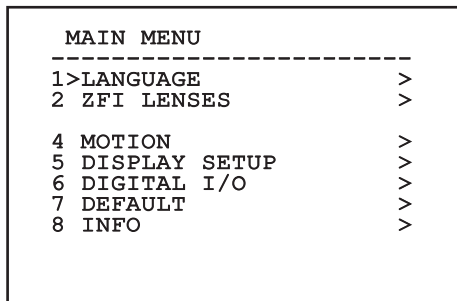 MAIN MENU
--------------------------
1>LANGUAGE >
2 ZFI LENSES >
4 MOTION >
5 DISPLAY SETUP >
6 DIGITAL I/O >
7 DEFAULT >
8 INFO >